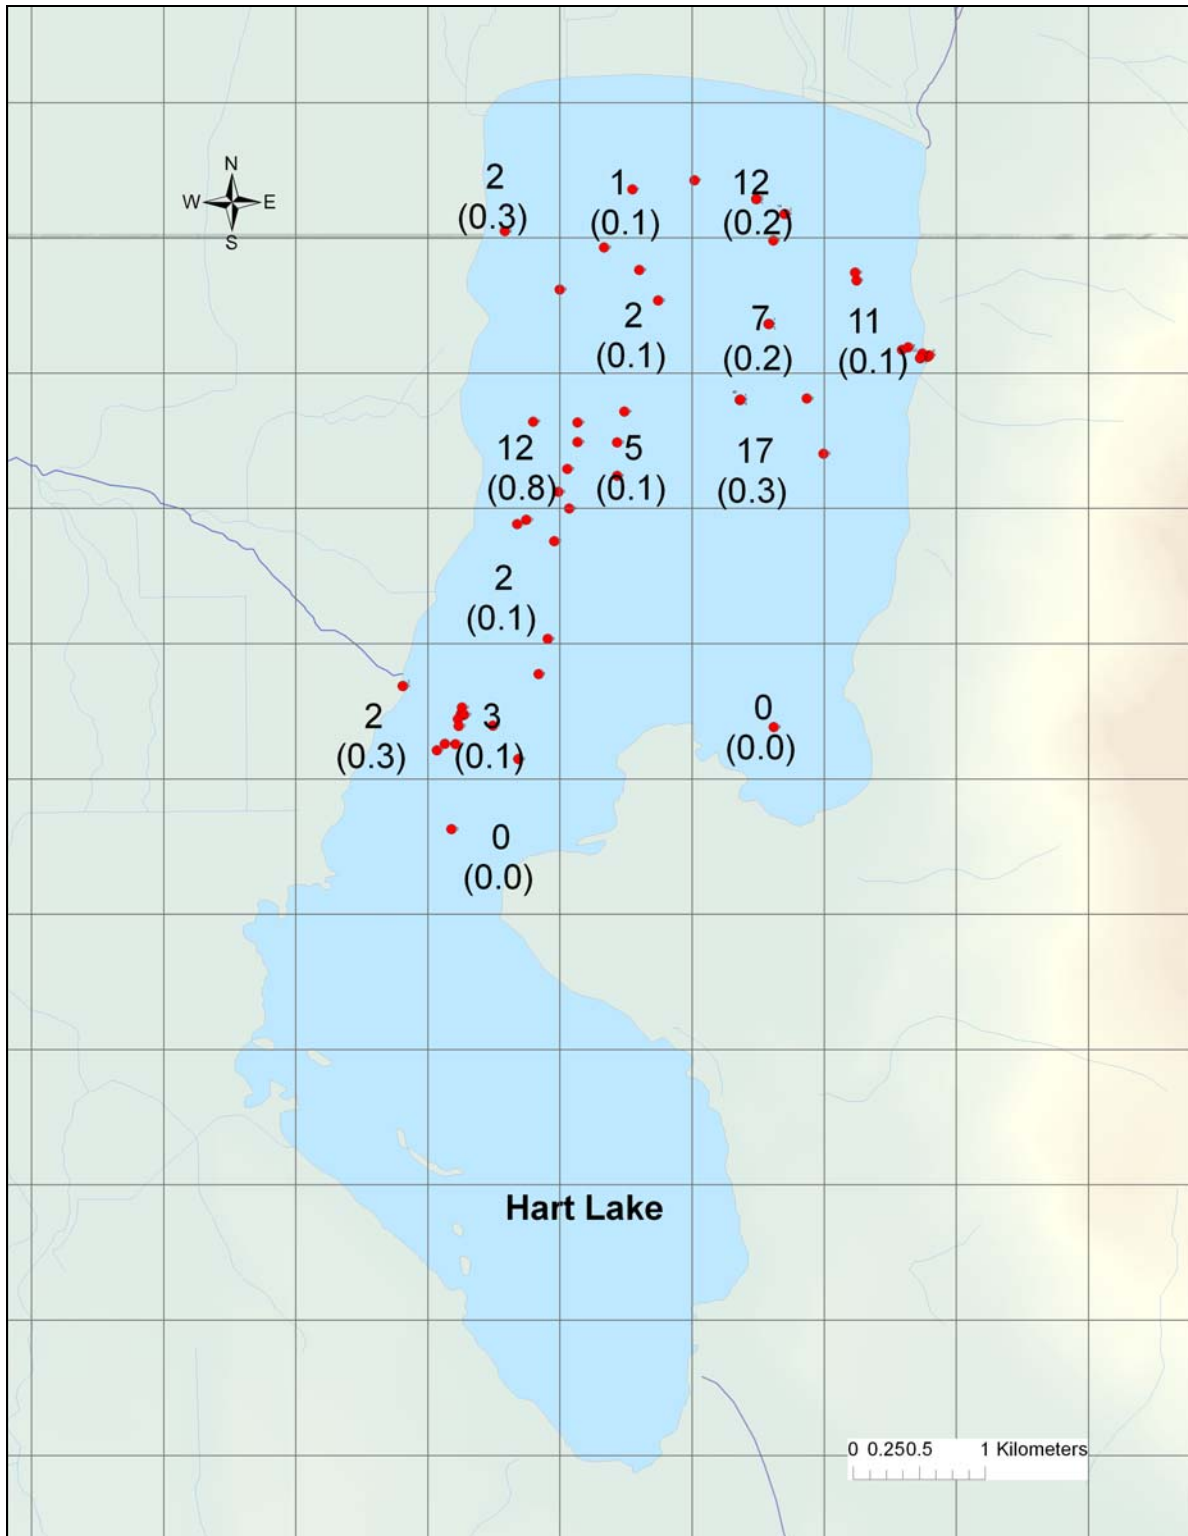 N
W E
S
2 1 12
(0.3) (0.1) (0.2)
2 7 11
(0.1) (0.2) (0.1)
12 5 17
(0.8) (0.1) (0.3)
2
(0.1)
2 3 0
(0.3) (0.1) (0.0)
0
(0.0)
Hart Lake
0 0.250.5 1 Kilometers